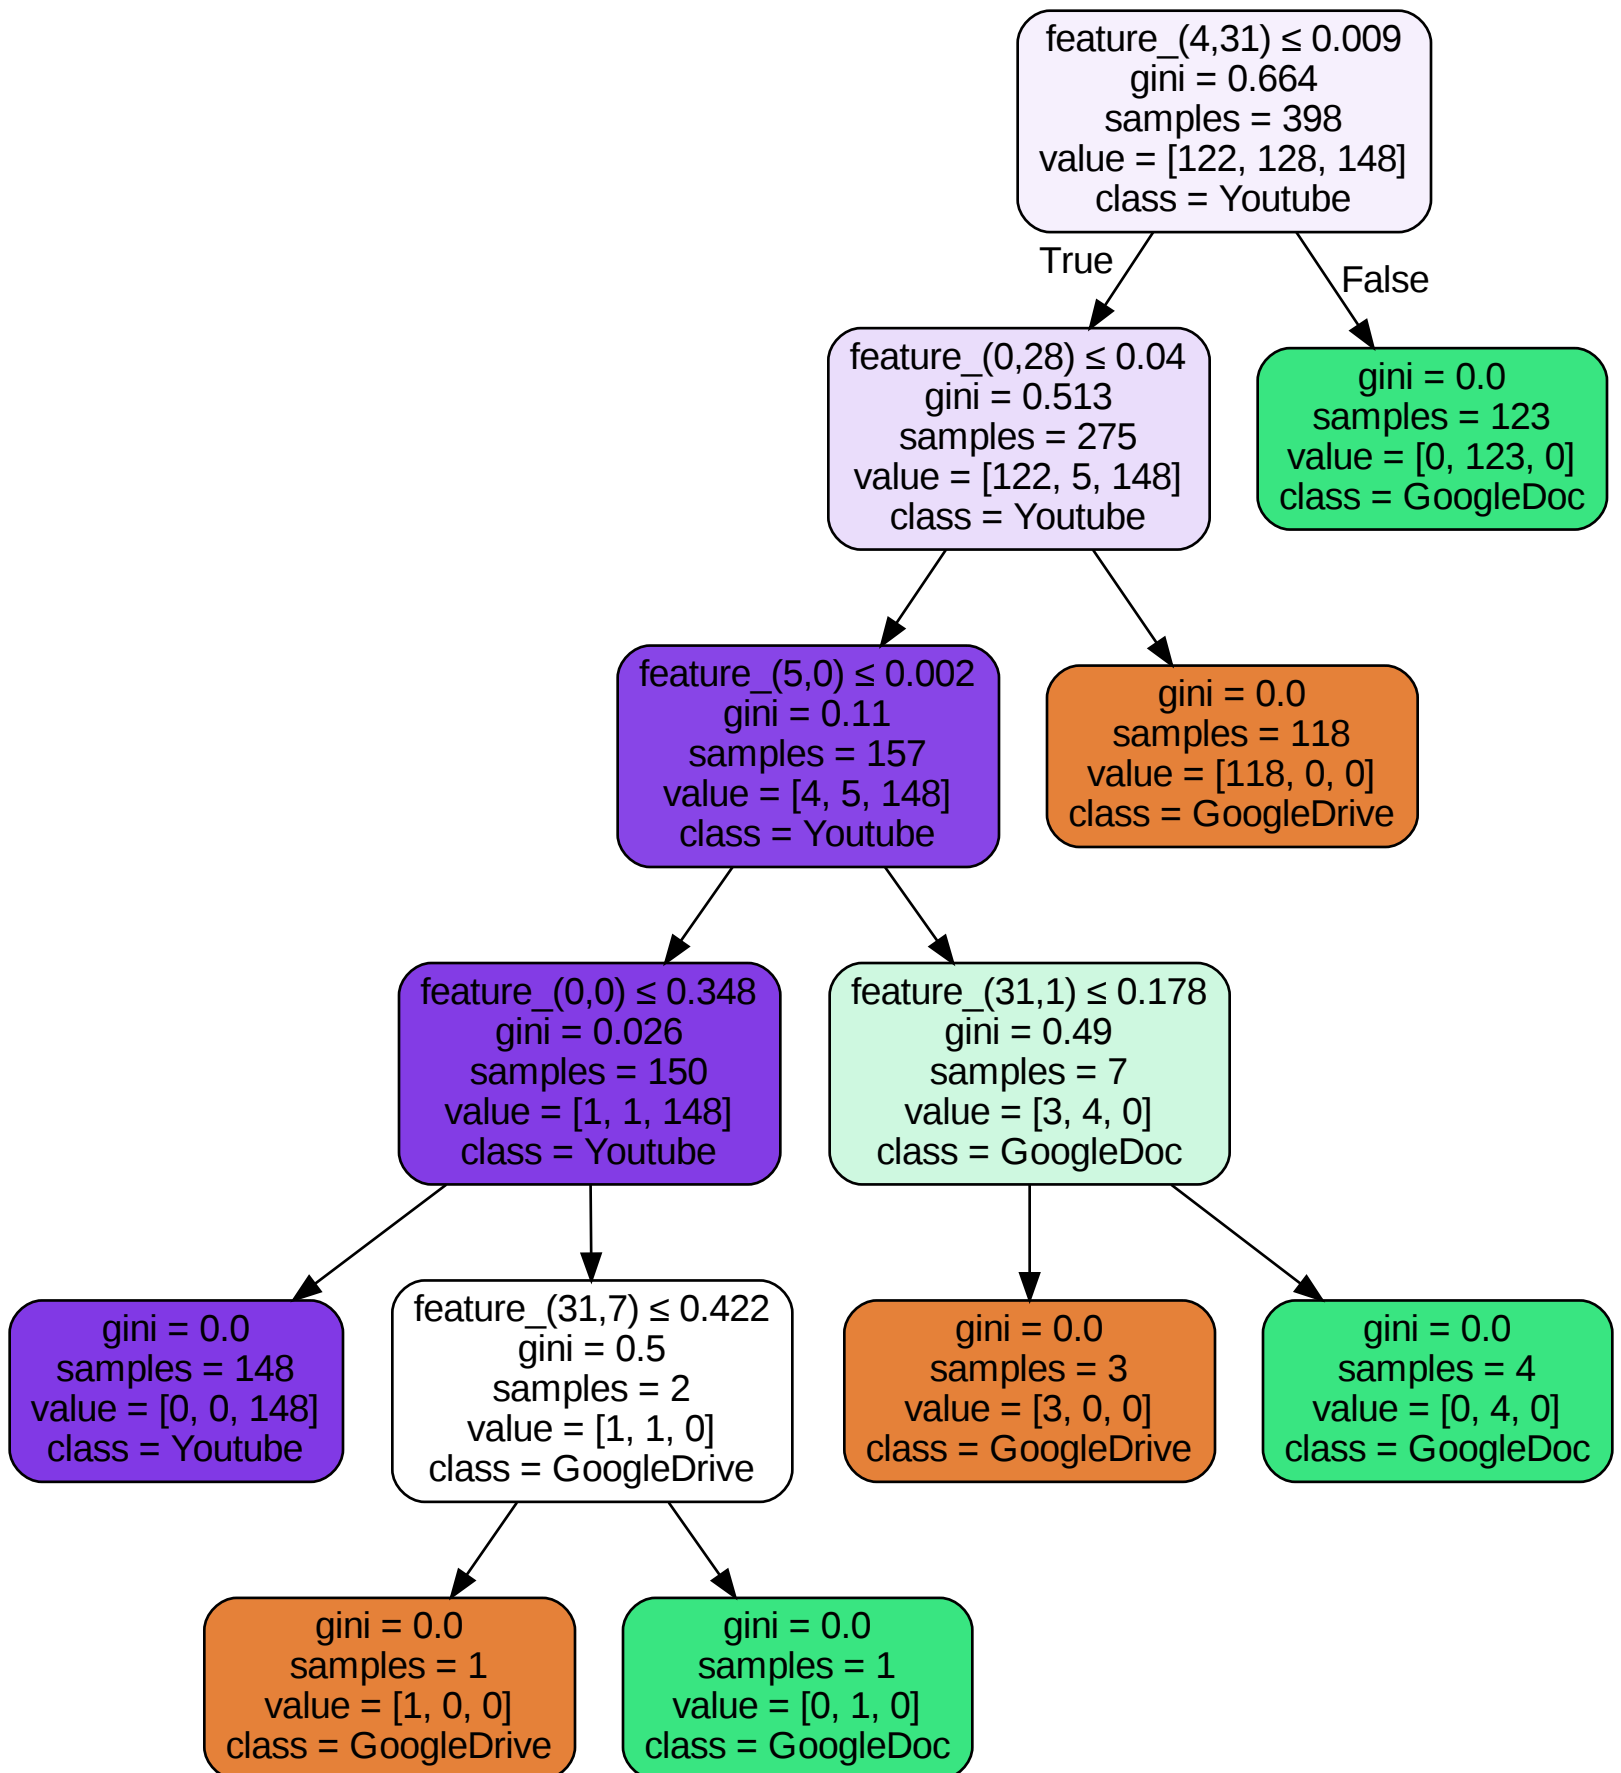 feature_(4,31) ≤ 0.009
gini = 0.664
samples = 398
value = [122, 128, 148]
class = Youtube
True
False
feature_(0,28) ≤ 0.04
gini = 0.513
samples = 275
value = [122, 5, 148]
class = Youtube
gini = 0.0
samples = 123
value = [0, 123, 0]
class = GoogleDoc
feature_(5,0) ≤ 0.002
gini = 0.11
samples = 157
value = [4, 5, 148]
class = Youtube
gini = 0.0
samples = 118
value = [118, 0, 0]
class = GoogleDrive
feature_(0,0) ≤ 0.348
gini = 0.026
samples = 150
value = [1, 1, 148]
class = Youtube
feature_(31,1) ≤ 0.178
gini = 0.49
samples = 7
value = [3, 4, 0]
class = GoogleDoc
gini = 0.0
samples = 148
value = [0, 0, 148]
class = Youtube
feature_(31,7) ≤ 0.422
gini = 0.5
samples = 2
value = [1, 1, 0]
class = GoogleDrive
gini = 0.0
samples = 3
value = [3, 0, 0]
class = GoogleDrive
gini = 0.0
samples = 4
value = [0, 4, 0]
class = GoogleDoc
gini = 0.0
samples = 1
value = [1, 0, 0]
class = GoogleDrive
gini = 0.0
samples = 1
value = [0, 1, 0]
class = GoogleDoc